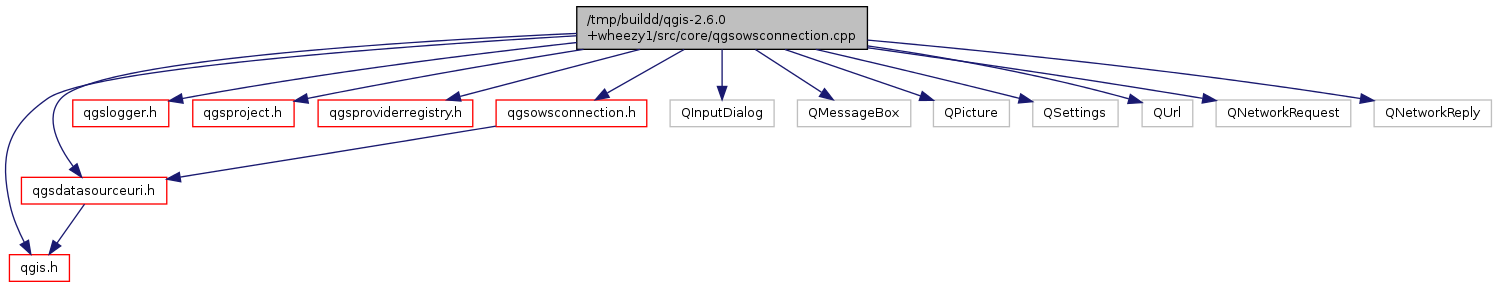 /tmp/buildd/qgis-2.6.0
+wheezy1/src/core/qgsowsconnection.cpp
qgslogger.h
qgsproject.h
qgsproviderregistry.h
qgsowsconnection.h
QInputDialog
QMessageBox
QPicture
QSettings
QUrl
QNetworkRequest
QNetworkReply
qgsdatasourceuri.h
qgis.h